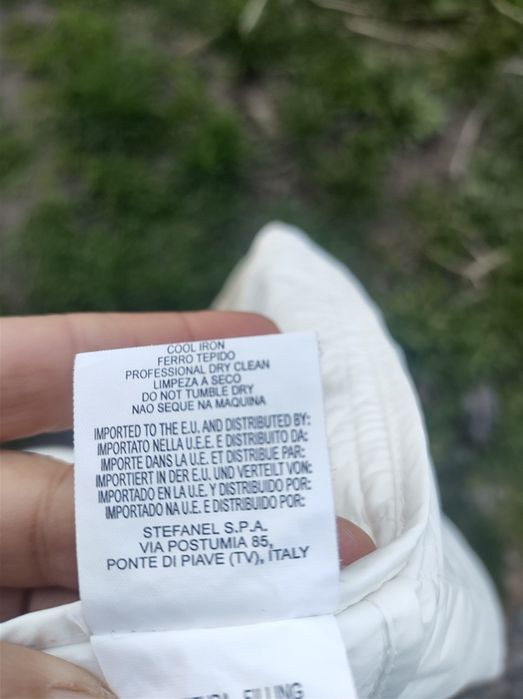 COOL IRON
FERRO TEPIDO
PROFESSIONAL DRY CLEAN
LIMPEZA A SECO
DO NOT TUMBLE DRY
NAO SEQUE NA MAQUINA
IMPORTED TO THE E.U. AND DISTRIBUTED BY:
IMPORTATO NELLA U.E.E. E DISTRIBUITO DA:
IMPORTE DANS LA U.E. ET DISTRIBUE PAR:
IMPORTIERT IN DER E.U. UND VERTEILT VON:
IMPORTADO EN LA U.E. Y DISTRIBUIDO POR:
IMPORTADO NA U.E. E DISTRIBUIDO POR:
STEFANEL S.P.A.
VIA POSTUMIA 85,
PONTE DI PIAVE (TV), ITALY
FILLING